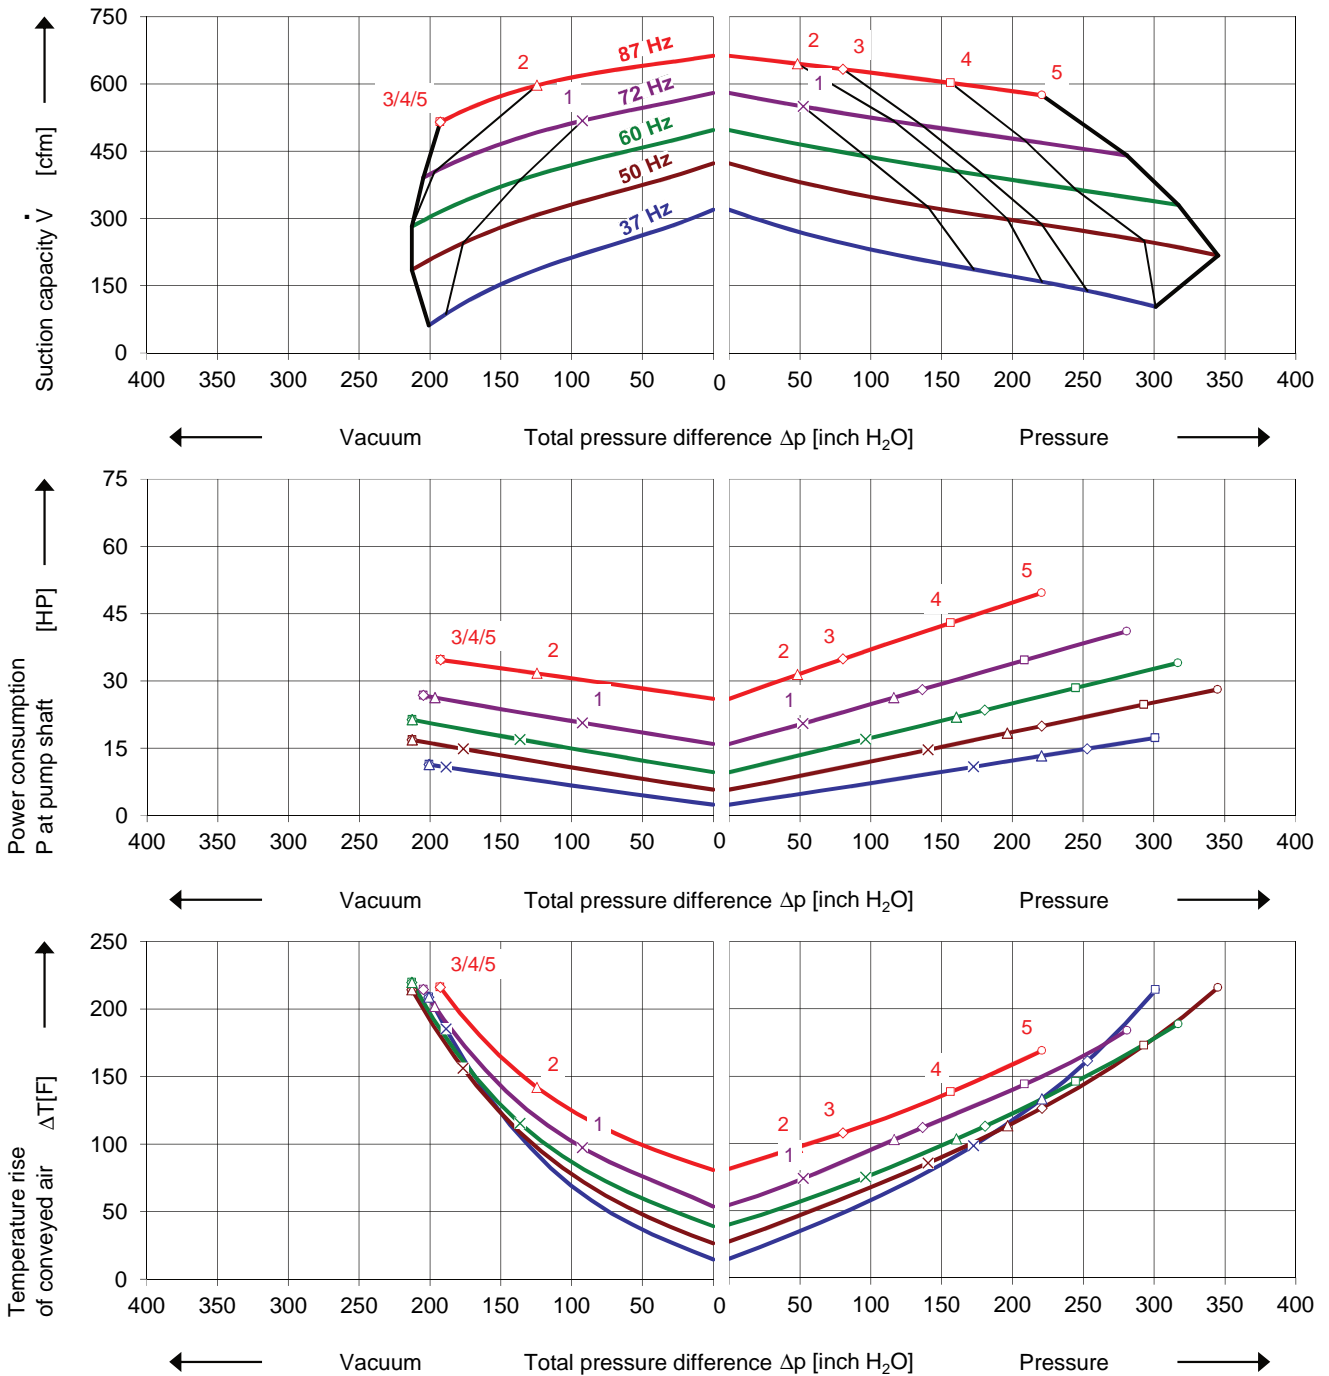 750
600
450
300
150
0
Suction capacity V̇ [cfm]
3/4/5
2
1
87 Hz
72 Hz
60 Hz
50 Hz
37 Hz
2
3
1
4
5
400 350 300 250 200 150 100 50 0 50 100 150 200 250 300 350 400
Vacuum Total pressure difference Δp [inch H₂O] Pressure
75
60
45
30
15
0
Power consumption
P at pump shaft [HP]
3/4/5
2
1
2
3
1
4
5
400 350 300 250 200 150 100 50 0 50 100 150 200 250 300 350 400
Vacuum Total pressure difference Δp [inch H₂O] Pressure
250
200
150
100
50
0
Temperature rise
of conveyed air ΔT[F]
3/4/5
2
1
2
3
1
4
5
400 350 300 250 200 150 100 50 0 50 100 150 200 250 300 350 400
Vacuum Total pressure difference Δp [inch H₂O] Pressure